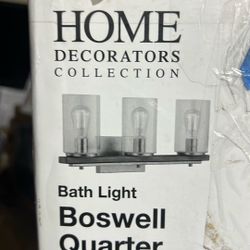 HOME
DECORATORS
COLLECTION
Bath Light
Boswell
Quarter